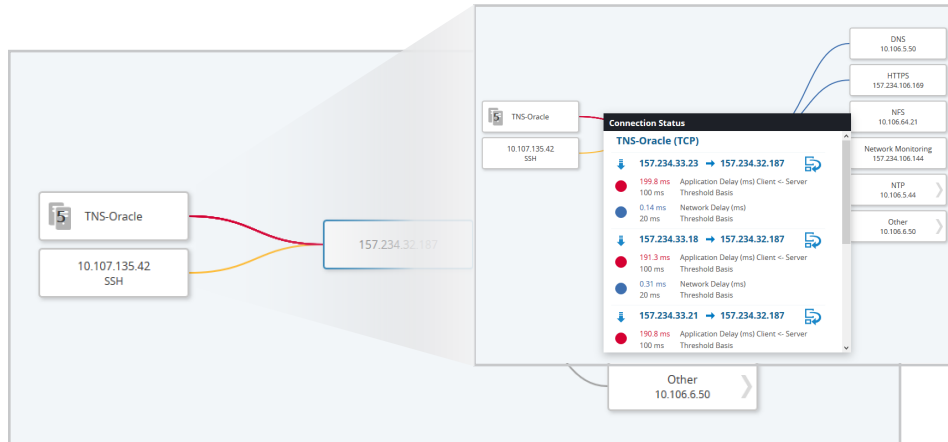 5 TNS-Oracle
10.107.135.42
SSH
157.234.32.187
Other
10.106.6.50
5 TNS-Oracle
10.107.135.42
SSH
DNS
10.106.5.50
HTTPS
157.234.106.169
NFS
10.106.64.21
Network Monitoring
157.234.106.144
NTP
10.106.5.44
Other
10.106.6.50
Connection Status
TNS-Oracle (TCP)
157.234.33.23 → 157.234.32.187
199.8 ms Application Delay (ms) Client <- Server
100 ms Threshold Basis
0.14 ms Network Delay (ms)
20 ms Threshold Basis
157.234.33.18 → 157.234.32.187
191.3 ms Application Delay (ms) Client <- Server
100 ms Threshold Basis
0.31 ms Network Delay (ms)
20 ms Threshold Basis
157.234.33.21 → 157.234.32.187
190.8 ms Application Delay (ms) Client <- Server
100 ms Threshold Basis